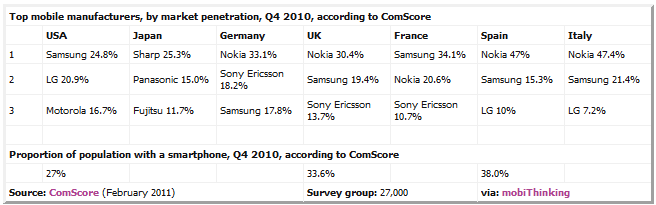 Top mobile manufacturers, by market penetration, Q4 2010, according to ComScore
USA Japan Germany UK France Spain Italy
1 Samsung 24.8% Sharp 25.3% Nokia 33.1% Nokia 30.4% Samsung 34.1% Nokia 47% Nokia 47.4%
2 LG 20.9% Panasonic 15.0% Sony Ericsson 18.2% Samsung 19.4% Nokia 20.6% Samsung 15.3% Samsung 21.4%
3 Motorola 16.7% Fujitsu 11.7% Samsung 17.8% Sony Ericsson 13.7% Sony Ericsson 10.7% LG 10% LG 7.2%
Proportion of population with a smartphone, Q4 2010, according to ComScore
27% 33.6% 38.0%
Source: ComScore (February 2011) Survey group: 27,000 via: mobiThinking